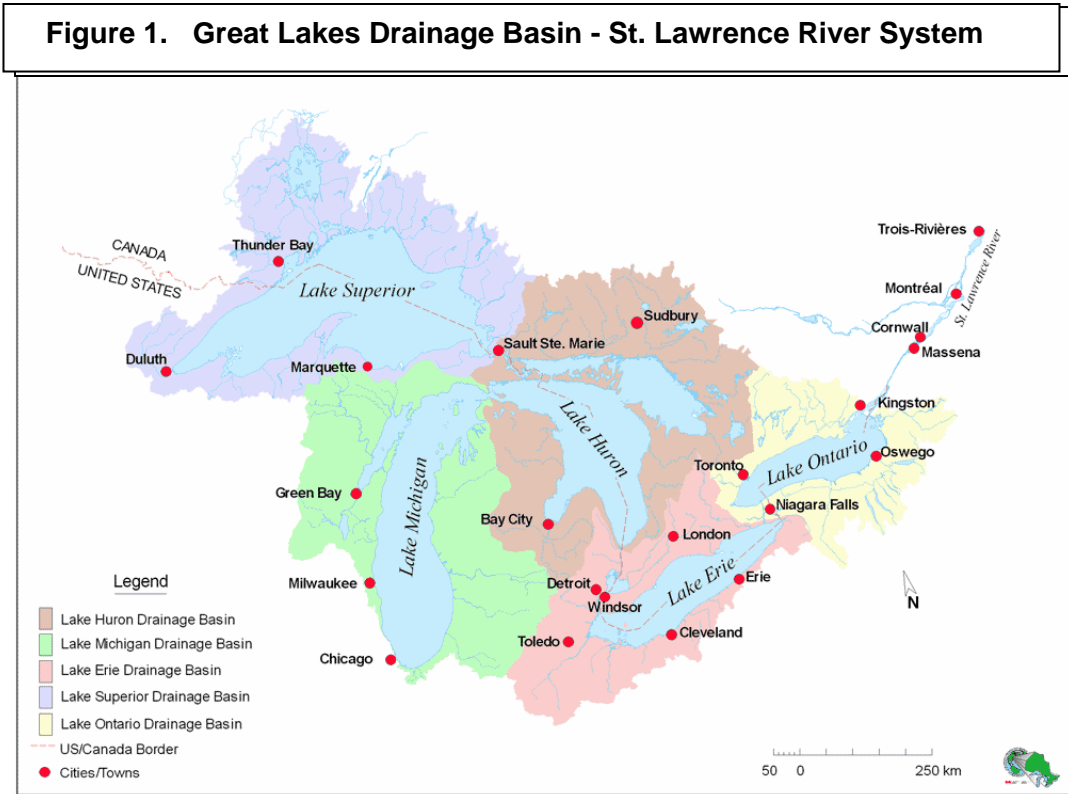 Figure 1. Great Lakes Drainage Basin - St. Lawrence River System
CANADA
UNITED STATES
Thunder Bay
Lake Superior
Duluth
Marquette
Sault Ste. Marie
Sudbury
Trois-Rivières
St. Lawrence River
Montréal
Cornwall
Massena
Kingston
Lake Huron
Lake Michigan
Green Bay
Bay City
Toronto
Lake Ontario
Oswego
Niagara Falls
London
Milwaukee
Detroit
Windsor
Lake Erie
Erie
Toledo
Cleveland
Chicago
N
Legend
Lake Huron Drainage Basin
Lake Michigan Drainage Basin
Lake Erie Drainage Basin
Lake Superior Drainage Basin
Lake Ontario Drainage Basin
US/Canada Border
Cities/Towns
50 0 250 km